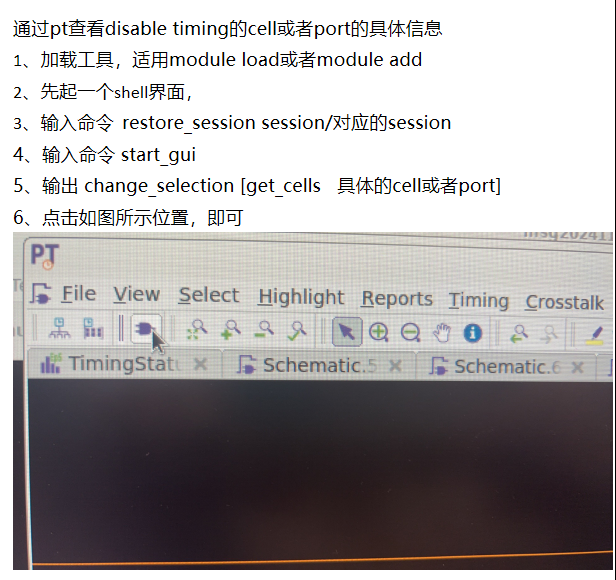 通过pt查看disable timing的cell或者port的具体信息
1、加载工具，适用module load或者module add
2、先起一个shell界面，
3、输入命令 restore_session session/对应的session
4、输入命令 start_gui
5、输出 change_selection [get_cells 具体的cell或者port]
6、点击如图所示位置，即可
PT
File View Select Highlight Reports Timing Crosstalk
TimingStat Schematic.5 Schematic.6